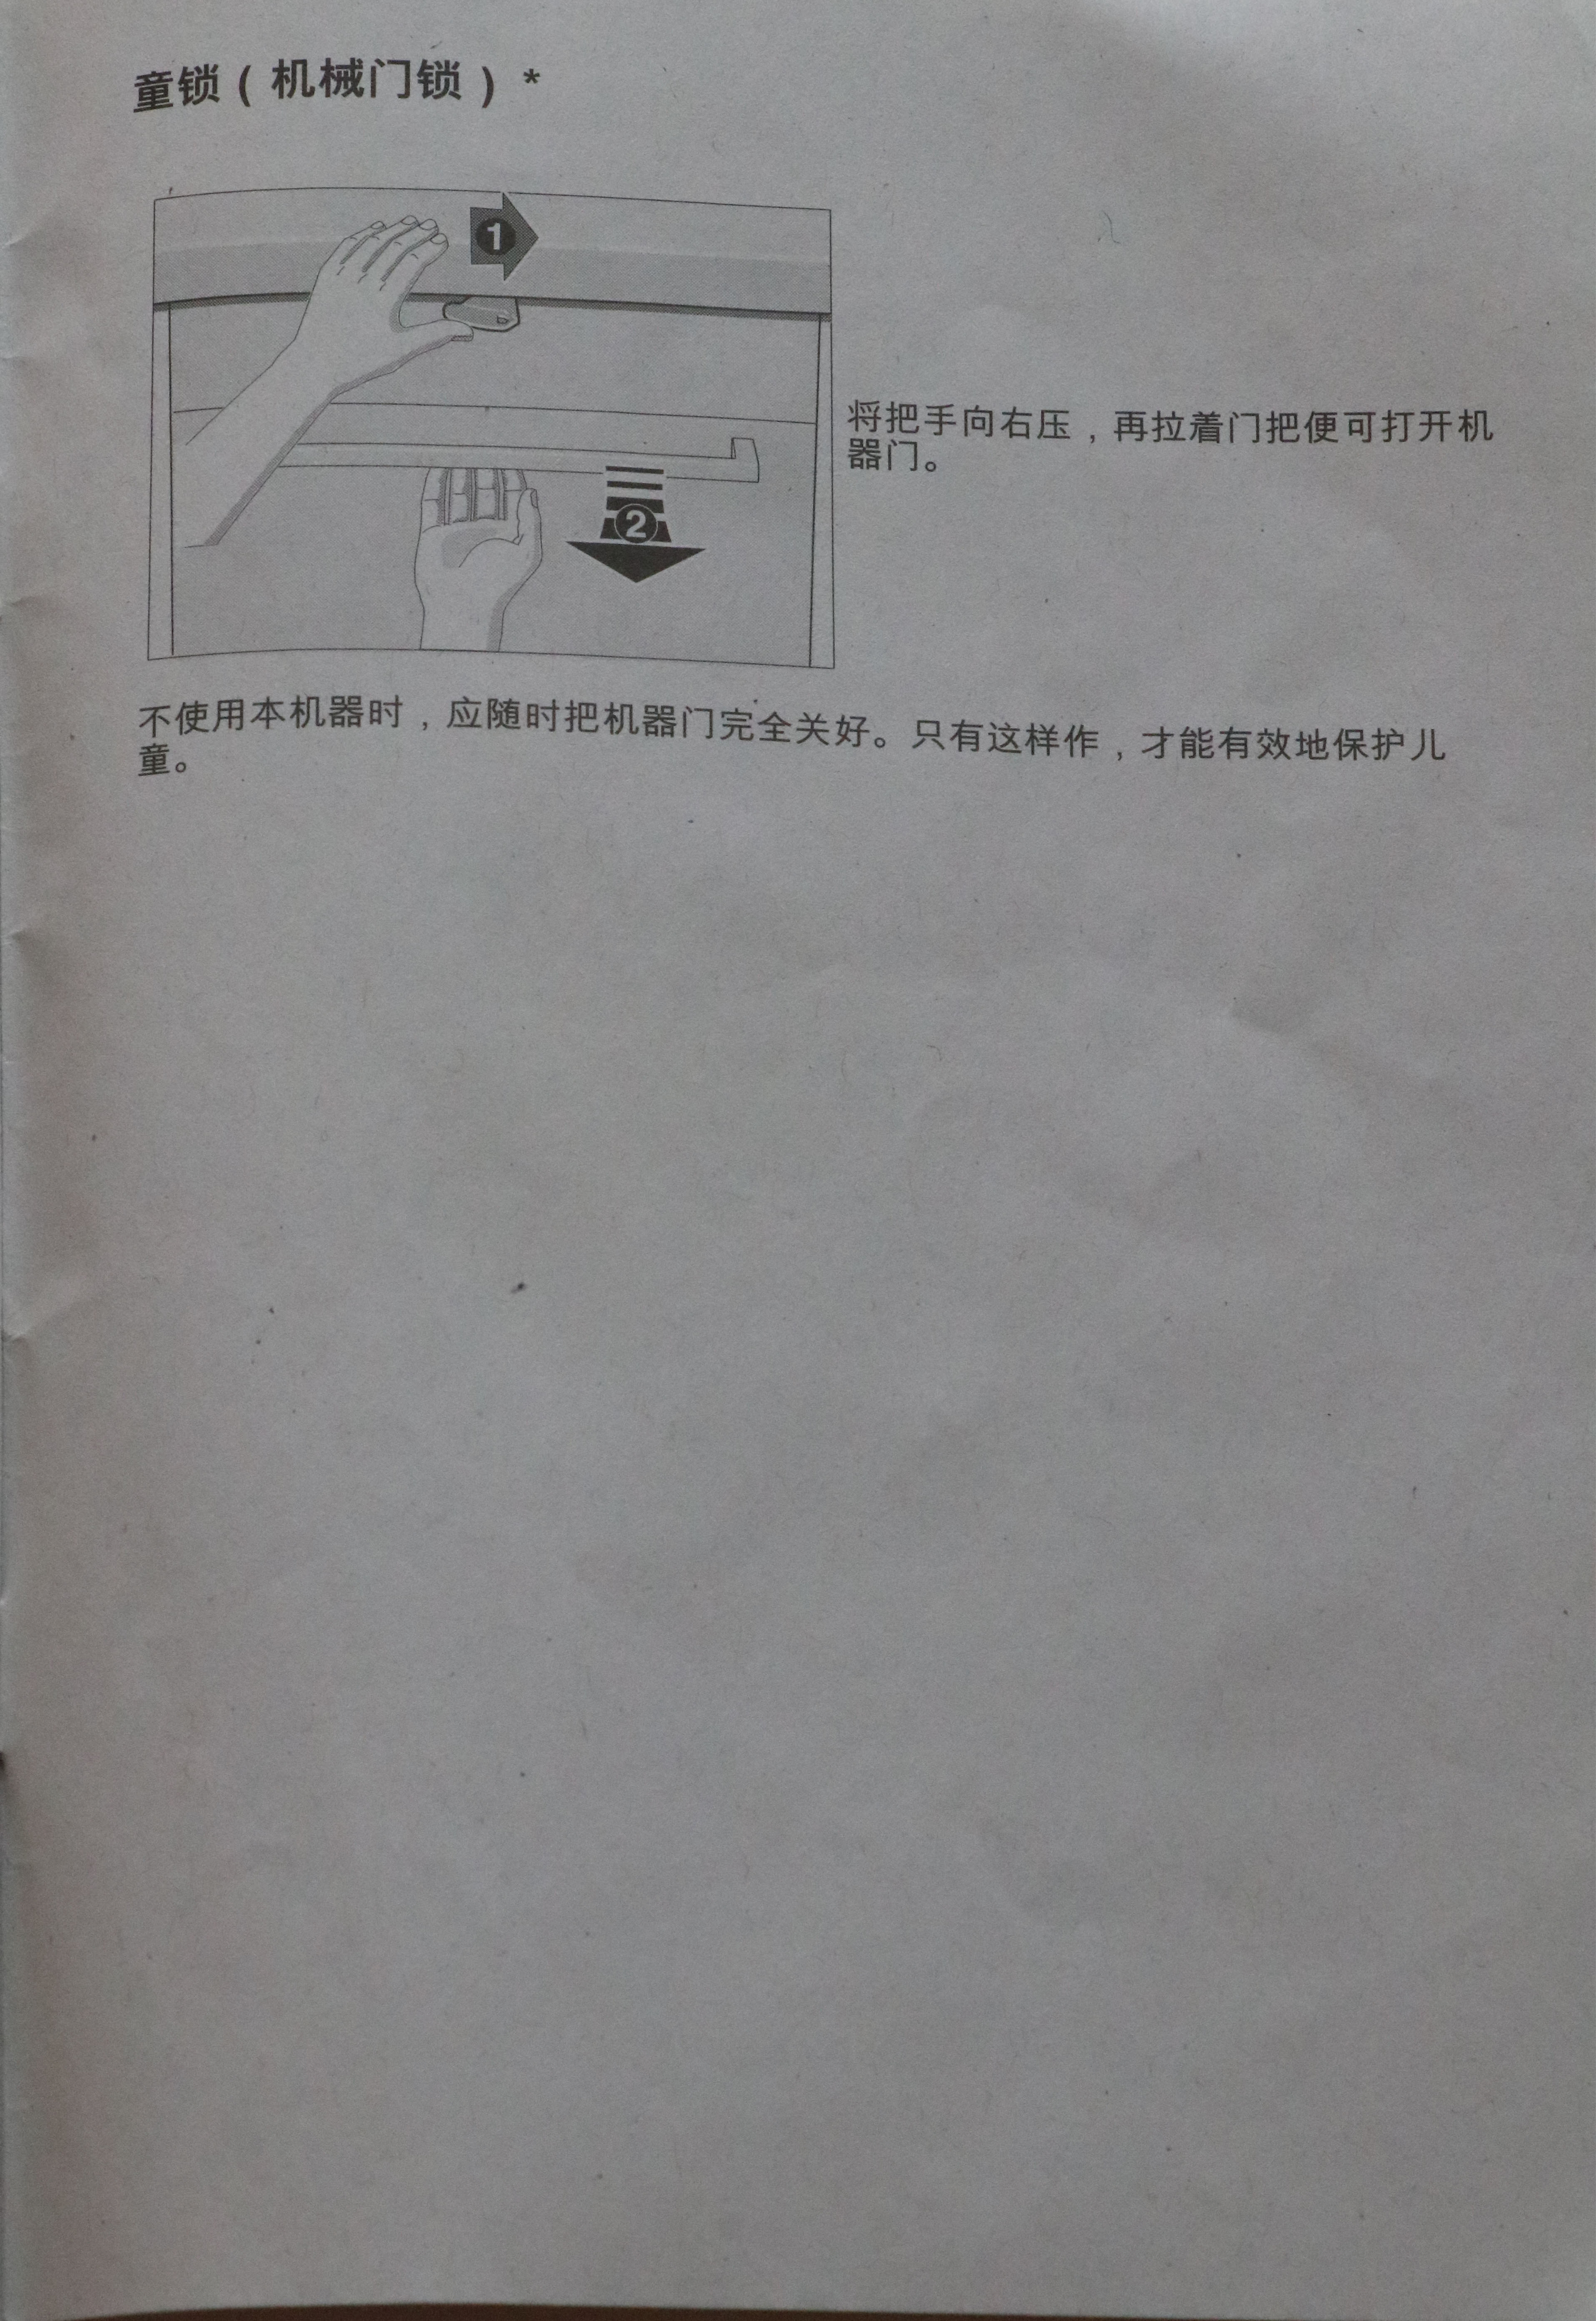 童锁(机械门锁)*
1
将把手向右压,再拉着门把便可打开机
器门。
2
不使用本机器时,应随时把机器门完全关好。只有这样作,才能有效地保护儿
童。